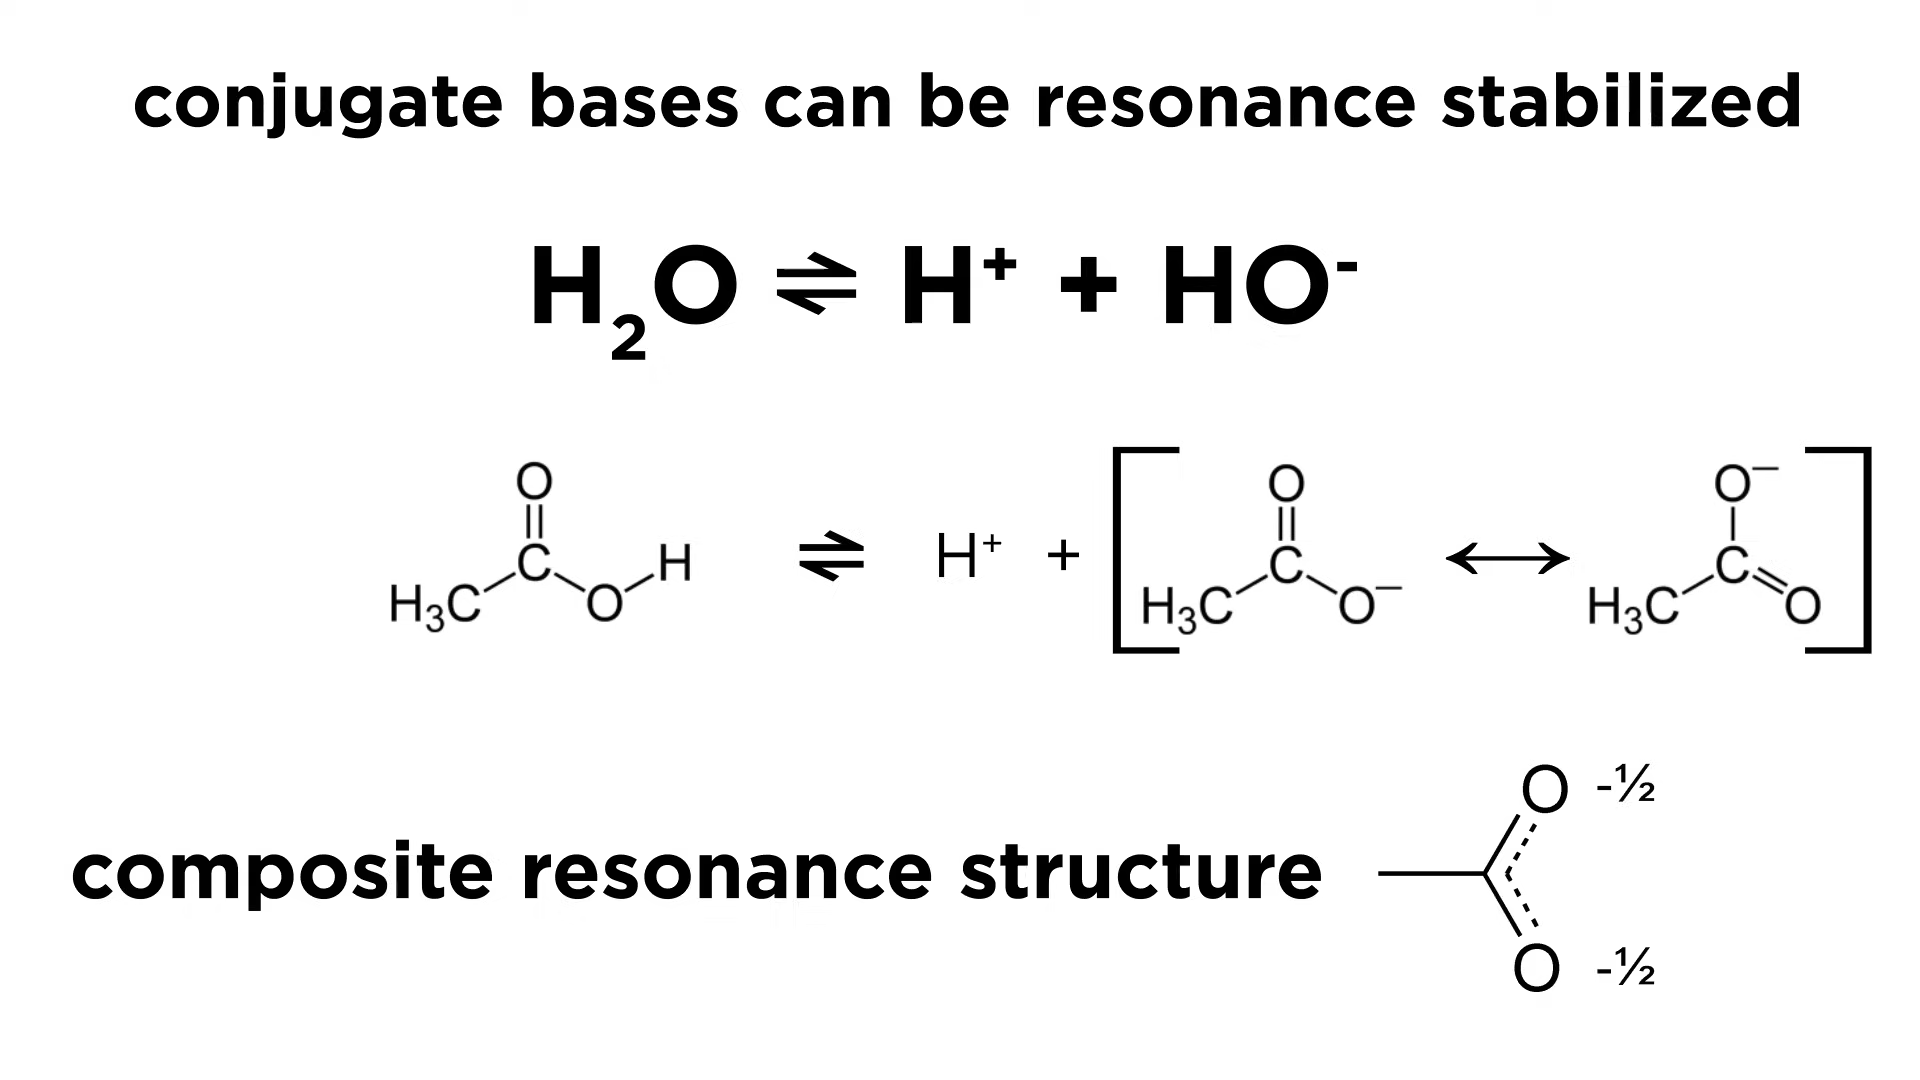 conjugate bases can be resonance stabilized
H₂O ⇌ H⁺ + HO⁻
O O O⁻
H₃C C O H ⇌ H⁺ + H₃C C O⁻ ↔ H₃C C O
O -½
composite resonance structure
O -½